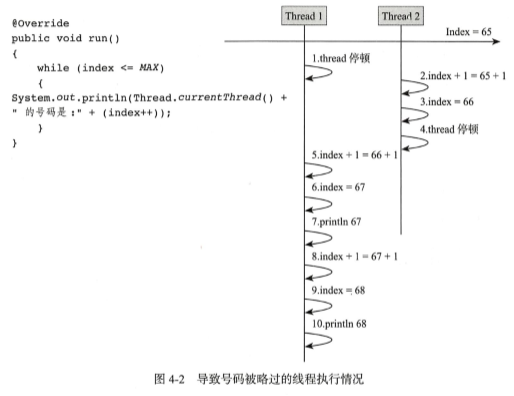 @Override
public void run()
{
while (index <= MAX)
{
System.out.println(Thread.currentThread() +
" 的号码是 :" + (index++));
}
}
Thread 1
Thread 2
Index = 65
1.thread 停顿
2.index + 1 = 65 + 1
3.index = 66
4.thread 停顿
5.index + 1 = 66 + 1
6.index = 67
7.println 67
8.index + 1 = 67 + 1
9.index = 68
10.println 68
图 4-2 导致号码被略过的线程执行情况